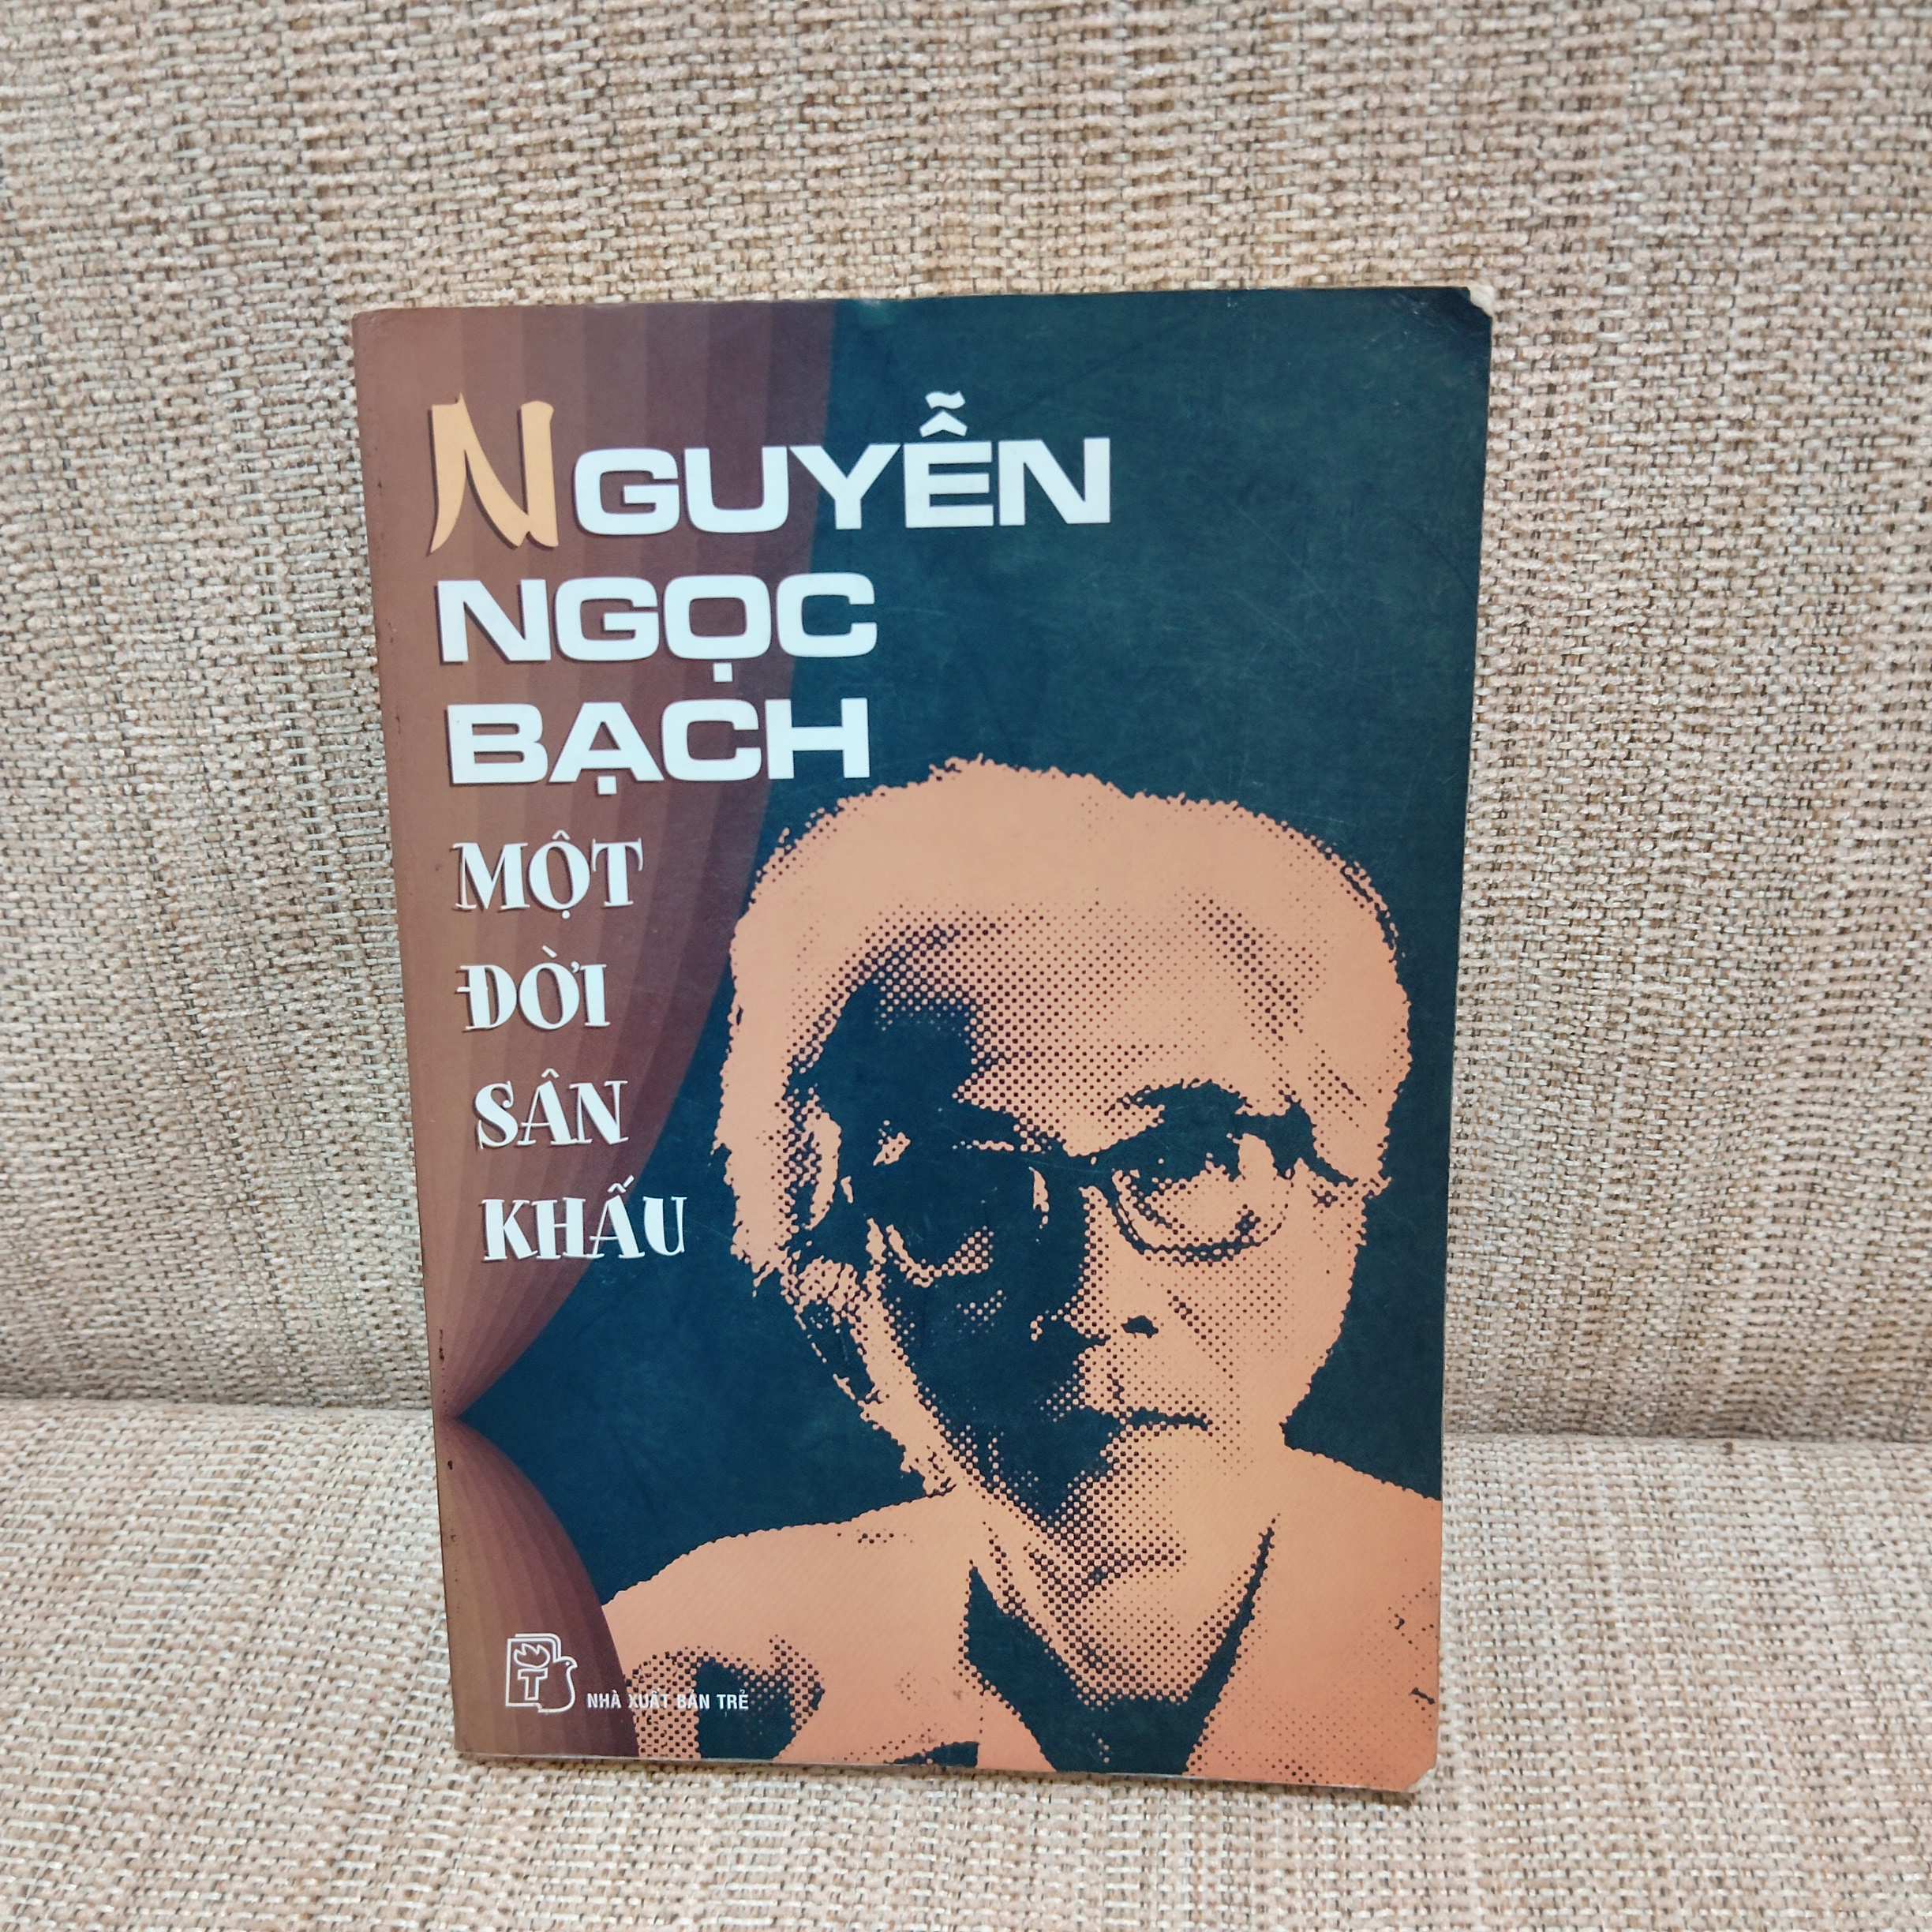 NGUYỄN
NGỌC
BẠCH
MỘT
ĐỜI
SÂN
KHẤU
T
NHÀ XUẤT BẢN TRẺ